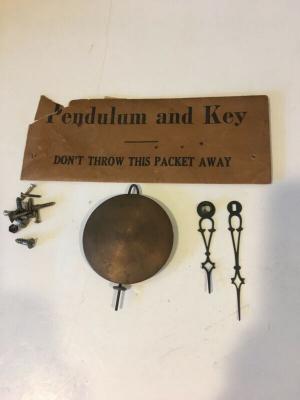 Pendulum and Key
DON'T THROW THIS PACKET AWAY